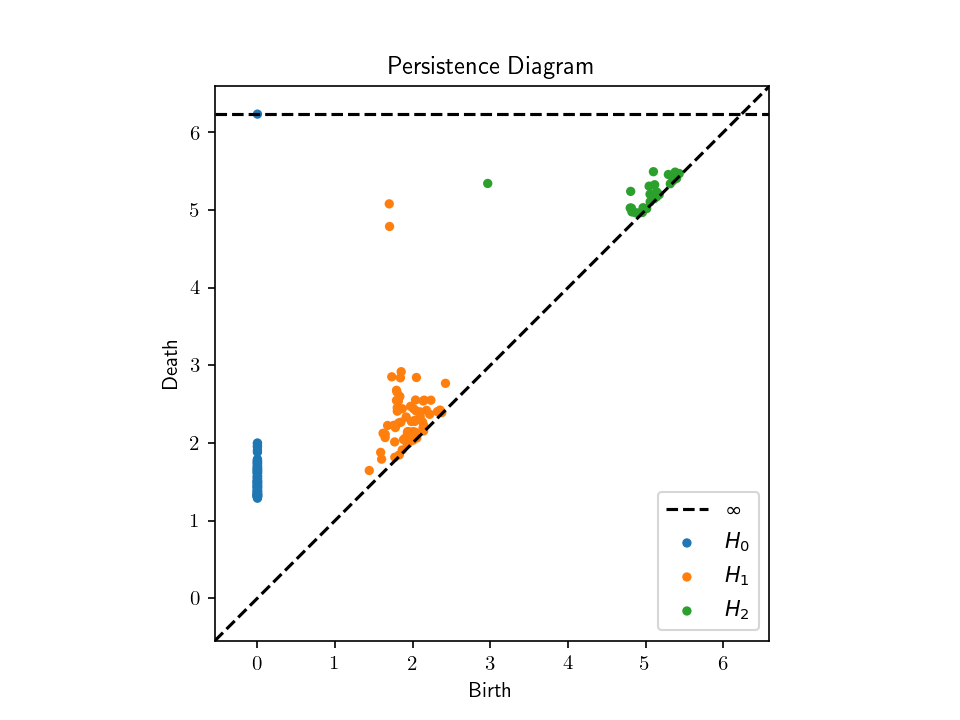 Persistence Diagram
Death
6
5
4
3
2
1
0
0 1 2 3 4 5 6
Birth
∞
H₀
H₁
H₂